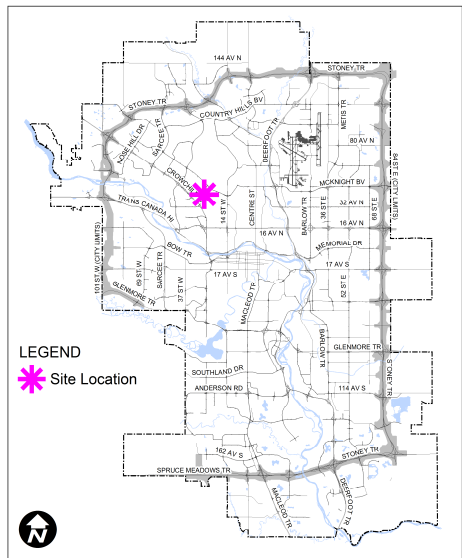 144 AV N
STONEY TR
STONEY TR
COUNTRY HILLS BV
METIS TR
DEERFOOT TR
SARCEE TR
NOSE HILL DR
80 AV N
84 ST E (CITY LIMITS)
CROWCHI
MCKNIGHT BV
TRANS CANADA HI
14 ST W
CENTRE ST
BARLOW TR
36 ST E
32 AV N
68 ST E
16 AV N
16 AV N
101 ST W (CITY LIMITS)
BOW TR
MEMORIAL DR
69 ST W
SARCEE TR
37 ST W
17 AV S
17 AV S
GLENMORE TR
MACLEOD TR
52 ST E
BARLOW TR
GLENMORE TR
STONEY TR
LEGEND
Site Location
SOUTHLAND DR
ANDERSON RD
114 AV S
162 AV S
STONEY TR
SPRUCE MEADOWS TR
MACLEOD TR
DEERFOOT TR
N